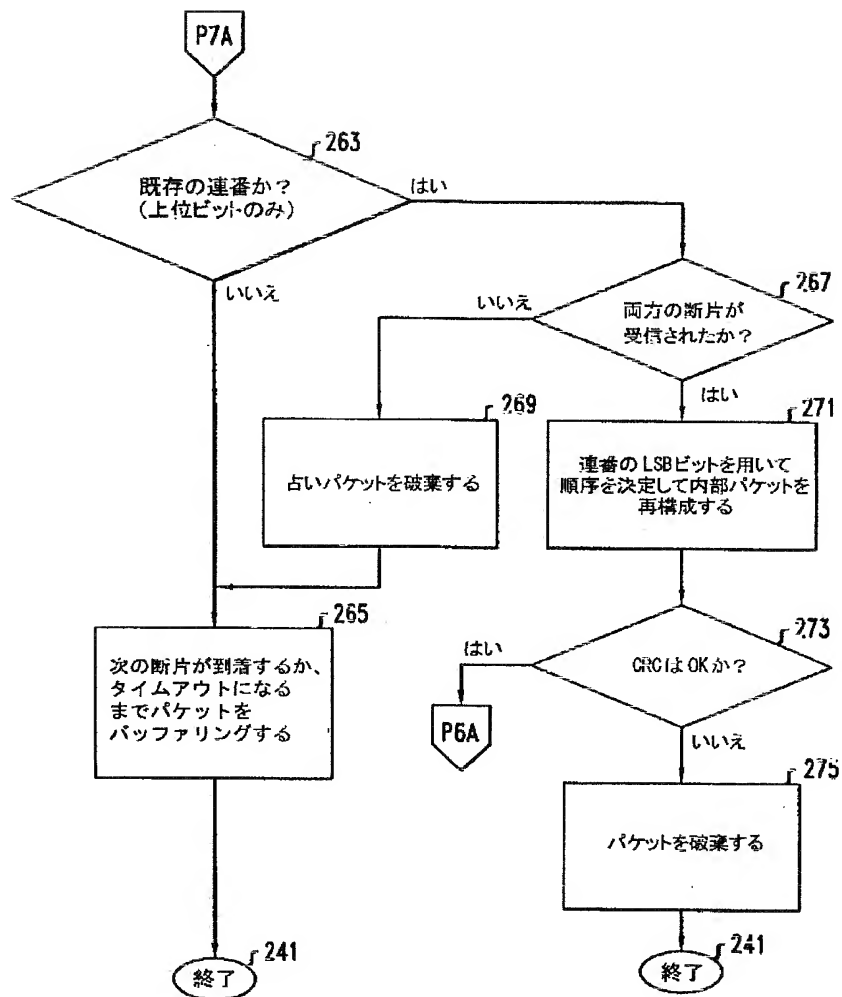 P7A
263
既存の連番か?
(上位ビットのみ)
はい
いいえ
267
両方の断片が
受信されたか?
いいえ
はい
269
占いパケットを破棄する
271
連番のLSBビットを用いて
順序を決定して内部パケットを
再構成する
265
次の断片が到着するか、
タイムアウトになる
までパケットを
バッファリングする
273
CRCはOKか?
はい
P6A
いいえ
275
パケットを破棄する
241
終了
241
終了